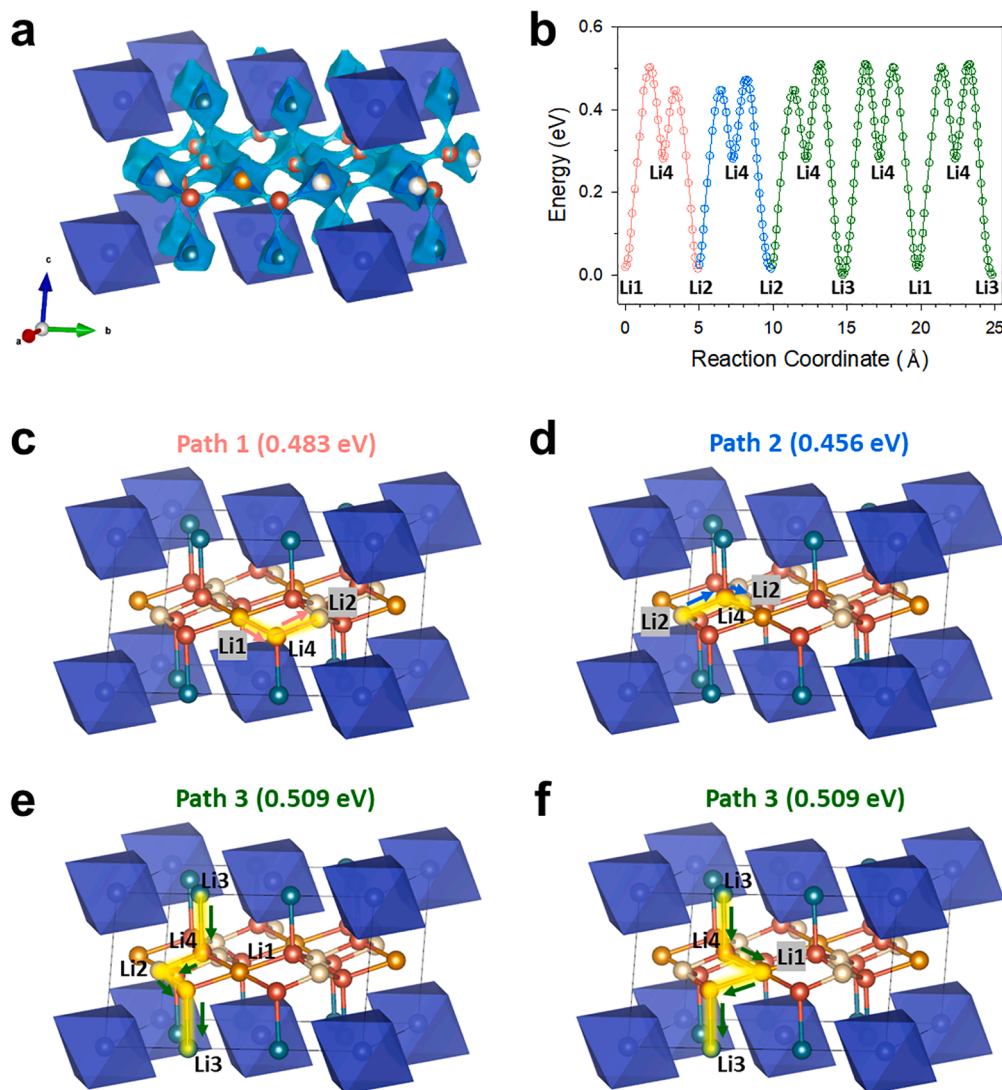 a
c
b
a
b
Energy (eV)
0.6
0.4
0.2
0.0
Li4
Li4
Li4
Li4
Li4
Li1
Li2
Li2
Li3
Li1
Li3
0
5
10
15
20
25
Reaction Coordinate (Å)
c
Path 1 (0.483 eV)
Li2
Li1
Li4
d
Path 2 (0.456 eV)
Li2
Li2
Li4
e
Path 3 (0.509 eV)
Li3
Li4
Li1
Li2
Li3
f
Path 3 (0.509 eV)
Li3
Li4
Li1
Li3